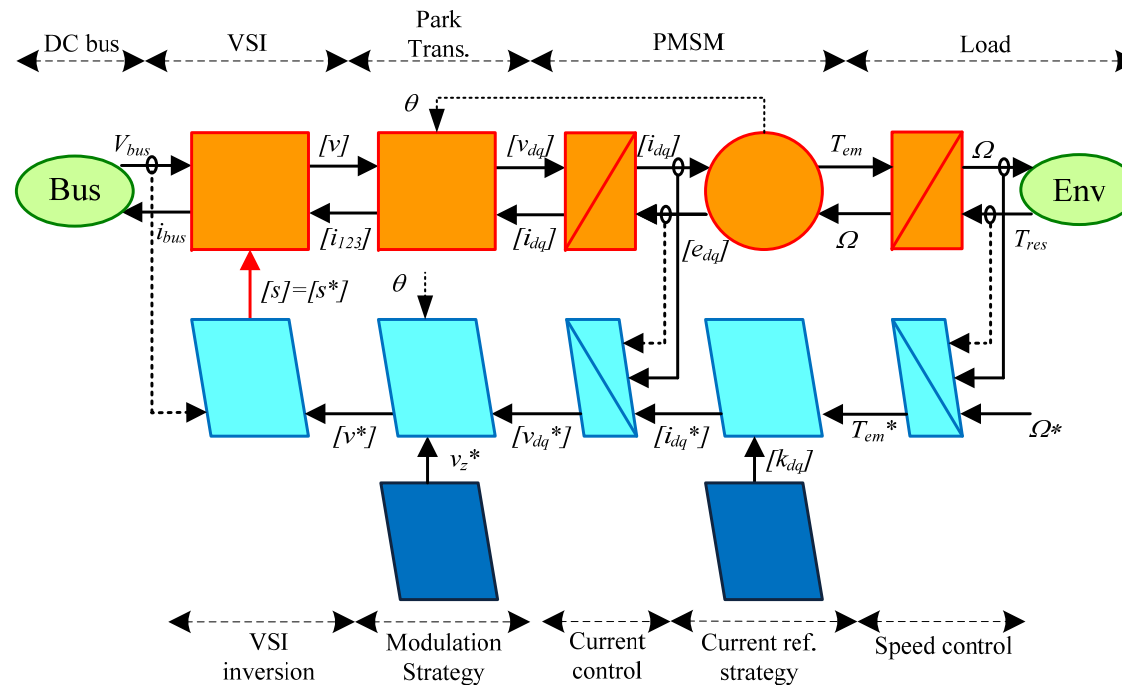 DC bus
VSI
Park
Trans.
PMSM
Load
θ
V_bus
[v]
[v_dq]
[i_dq]
T_em
Ω
Bus
Env
i_bus
[i_123]
[i_dq]
[e_dq]
Ω
T_res
[s]=[s*]
θ
[v*]
[v_dq*]
[i_dq*]
T_em*
Ω*
v_z*
[k_dq]
VSI
inversion
Modulation
Strategy
Current
control
Current ref.
strategy
Speed control